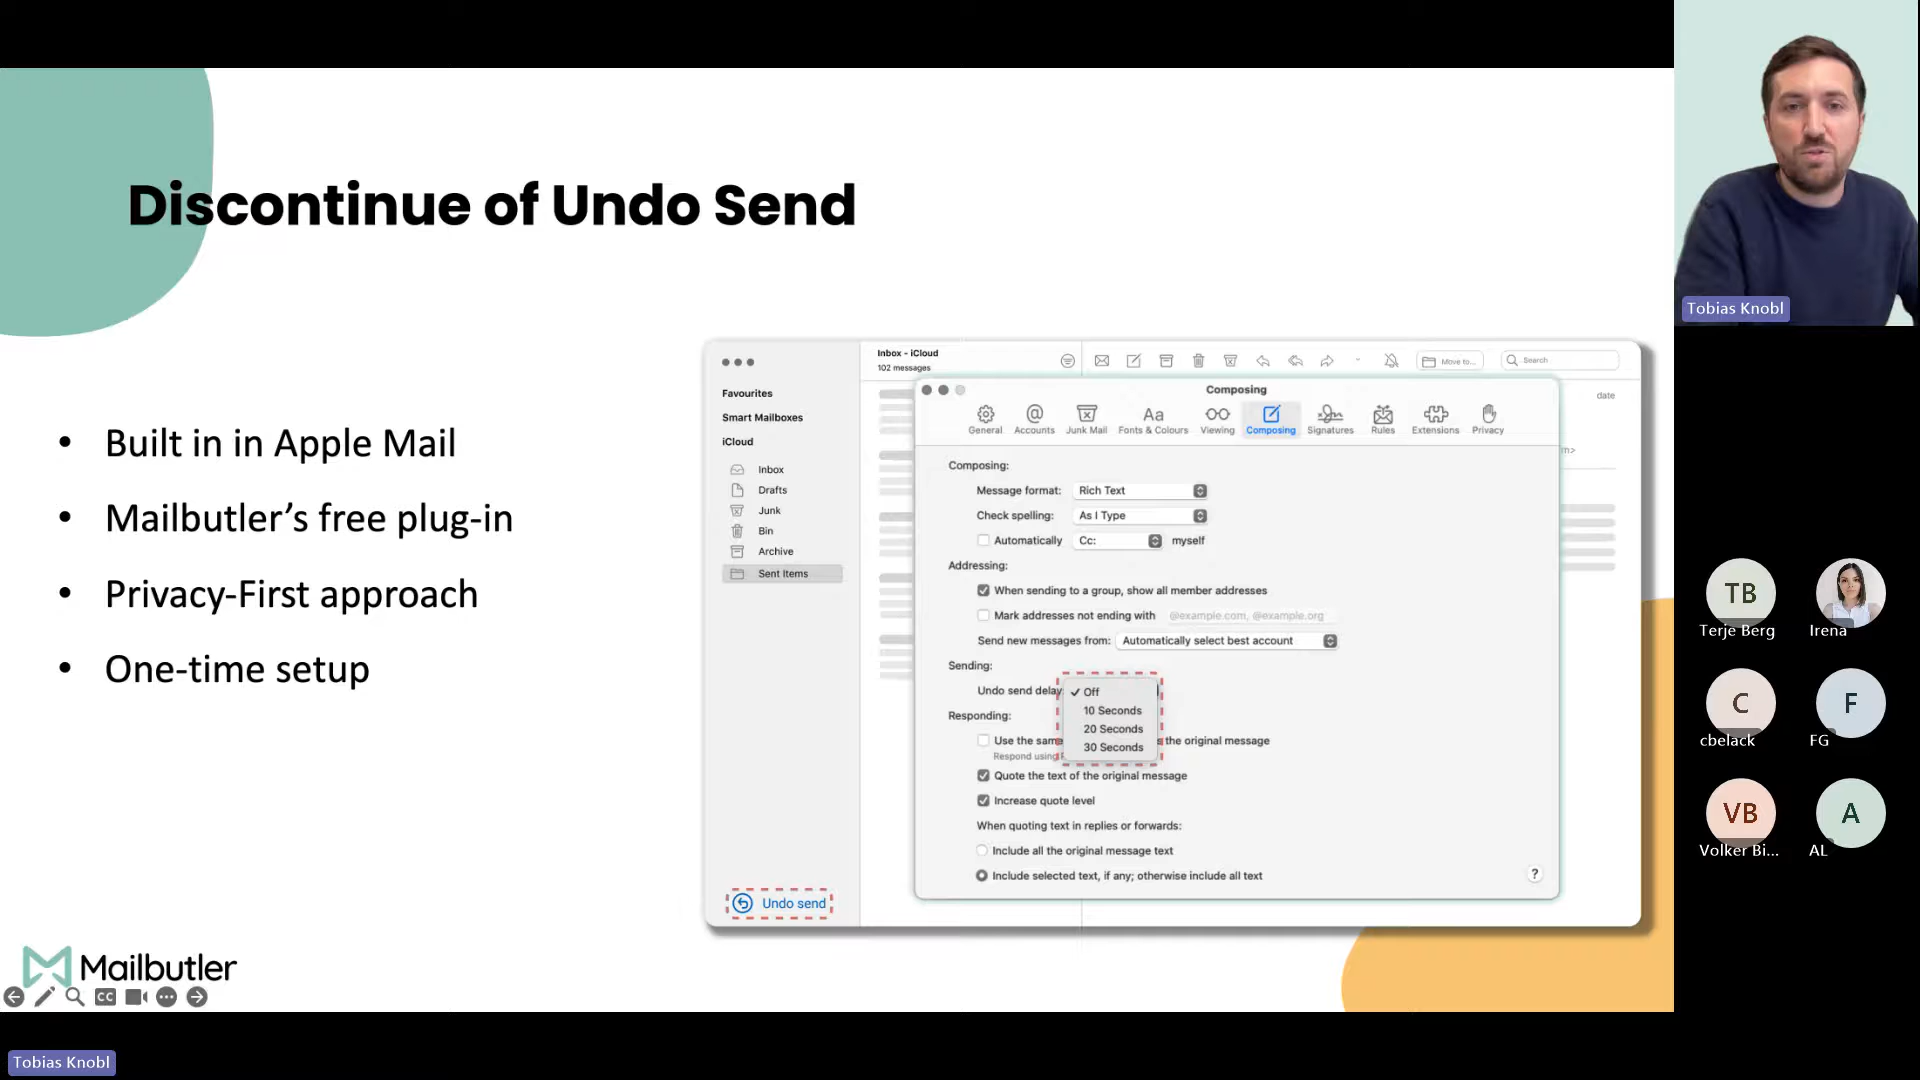 Discontinue of Undo Send
• Built in in Apple Mail
• Mailbutler’s free plug-in
• Privacy-First approach
• One-time setup
Inbox - iCloud
102 messages
Move to...
Search
Favourites
Smart Mailboxes
iCloud
Inbox
Drafts
Junk
Bin
Archive
Sent Items
Undo send
date
Composing
General
Accounts
Junk Mail
Aa
Fonts & Colours
Viewing
Composing
Signatures
Rules
Extensions
Privacy
Composing:
Message format: Rich Text
Check spelling: As I Type
Automatically Cc: myself
Addressing:
When sending to a group, show all member addresses
Mark addresses not ending with @example.com, @example.org
Send new messages from: Automatically select best account
Sending:
Undo send delay
✓ Off
10 Seconds
20 Seconds
30 Seconds
Responding:
Use the same the original message
Respond using
Quote the text of the original message
Increase quote level
When quoting text in replies or forwards:
Include all the original message text
Include selected text, if any; otherwise include all text
?
Mailbutler
CC
Tobias Knobl
Tobias Knobl
TB
Terje Berg
Irena
C
cbelack
F
FG
VB
Volker Bi...
A
AL